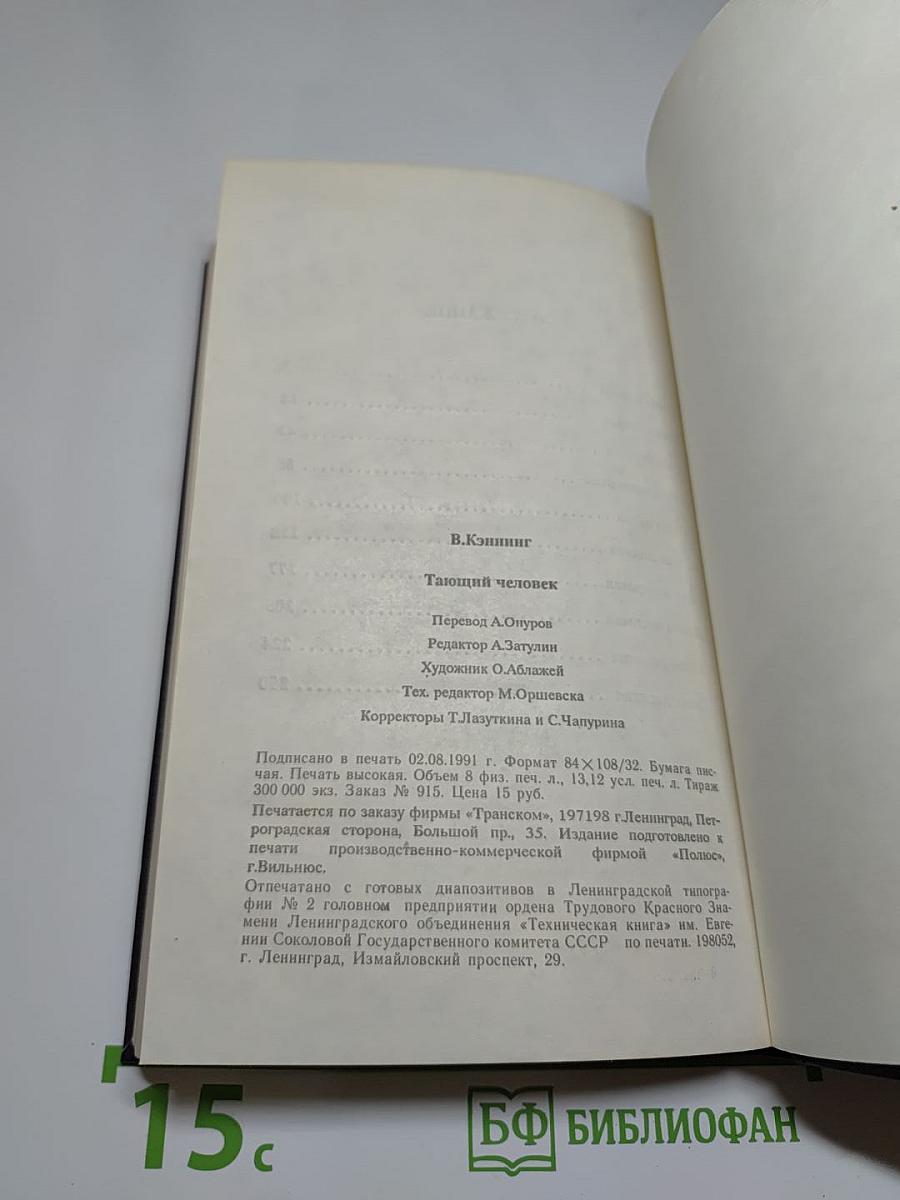 В.Кэннинг
Тающий человек
Перевод А.Онуров
Редактор А.Затулин
Художник О.Аблажей
Тех. редактор М.Оршевска
Корректоры Т.Лазуткина и С.Чапурина
Подписано в печать 02.08.1991 г. Формат 84×108/32. Бумага пис-
чая. Печать высокая. Объем 8 физ. печ. л., 13,12 усл. печ. л. Тираж
300 000 экз. Заказ № 915. Цена 15 руб.
Печатается по заказу фирмы «Транском», 197198 г.Ленинград, Пет-
роградская сторона, Большой пр., 35. Издание подготовлено к
печати производственно-коммерческой фирмой «Полюс»,
г.Вильнюс.
Отпечатано с готовых диапозитивов в Ленинградской типогра-
фии № 2 головном предприятии ордена Трудового Красного Зна-
мени Ленинградского объединения «Техническая книга» им. Евге-
нии Соколовой Государственного комитета СССР по печати. 198052,
г. Ленинград, Измайловский проспект, 29.
15 с
БФ БИБЛИОФАН